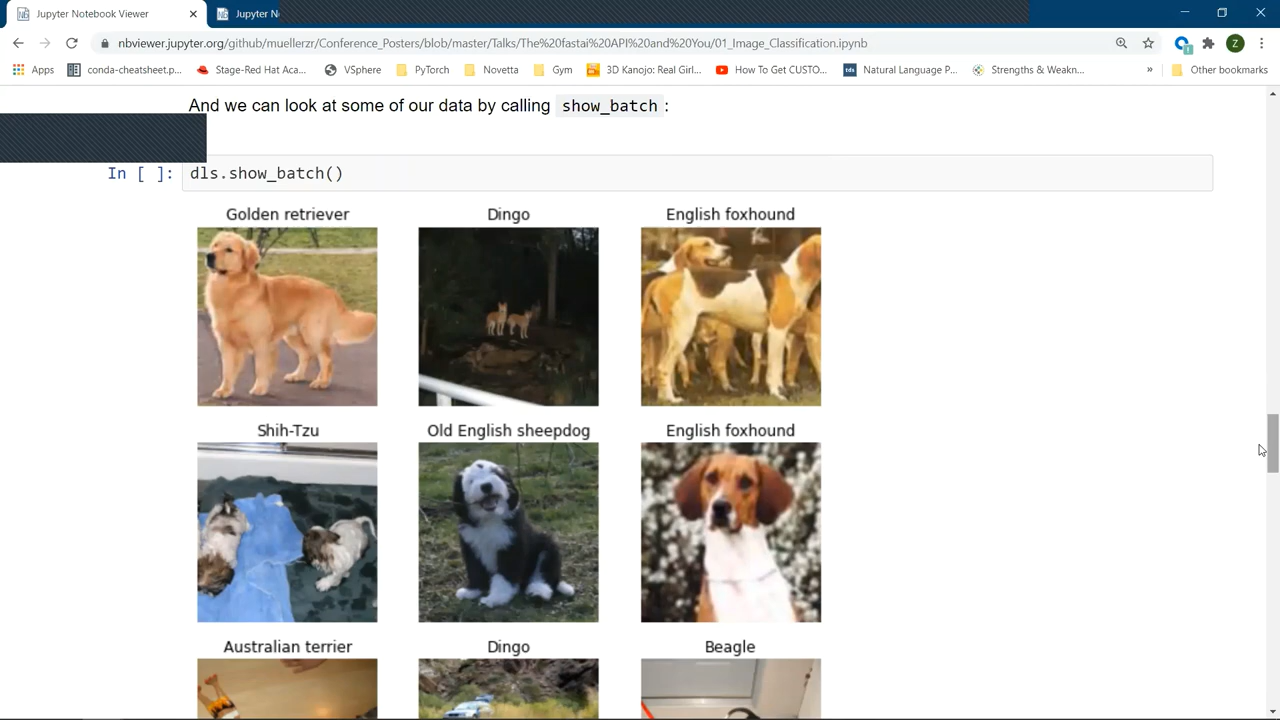 Jupyter Notebook Viewer
Jupyter N
nbviewer.jupyter.org/github/muellerzr/Conference_Posters/blob/master/Talks/The%20fastai%20API%20and%20You/01_Image_Classification.ipynb
Z
Apps
conda-cheatsheet.p...
Stage-Red Hat Aca...
VSphere
PyTorch
Novetta
Gym
3D Kanojo: Real Girl...
How To Get CUSTO...
tds
Natural Language P...
Strengths & Weakn...
»
Other bookmarks
And we can look at some of our data by calling show_batch:
In [ ]: dls.show_batch()
Golden retriever
Dingo
English foxhound
Shih-Tzu
Old English sheepdog
English foxhound
Australian terrier
Dingo
Beagle